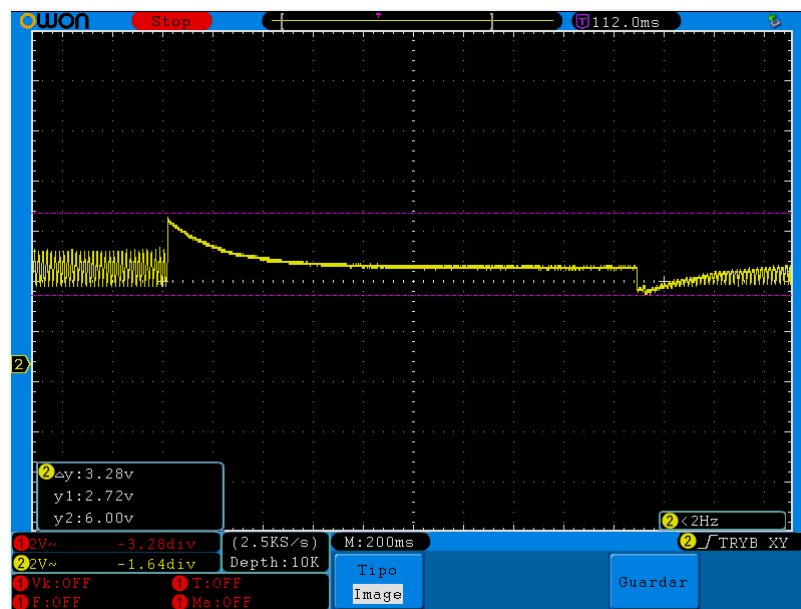 OWON Stop T 112.0ms
T
2
2 △y:3.28v
y1:2.72v
y2:6.00v
2 <2Hz
1 2V~ -3.28div (2.5KS/s) M:200ms 2 TRYB XY
2 2V~ -1.64div Depth:10K
Tipo
Image
Guardar
1 Vk:OFF 1 T:OFF
1 F:OFF 1 Ma:OFF